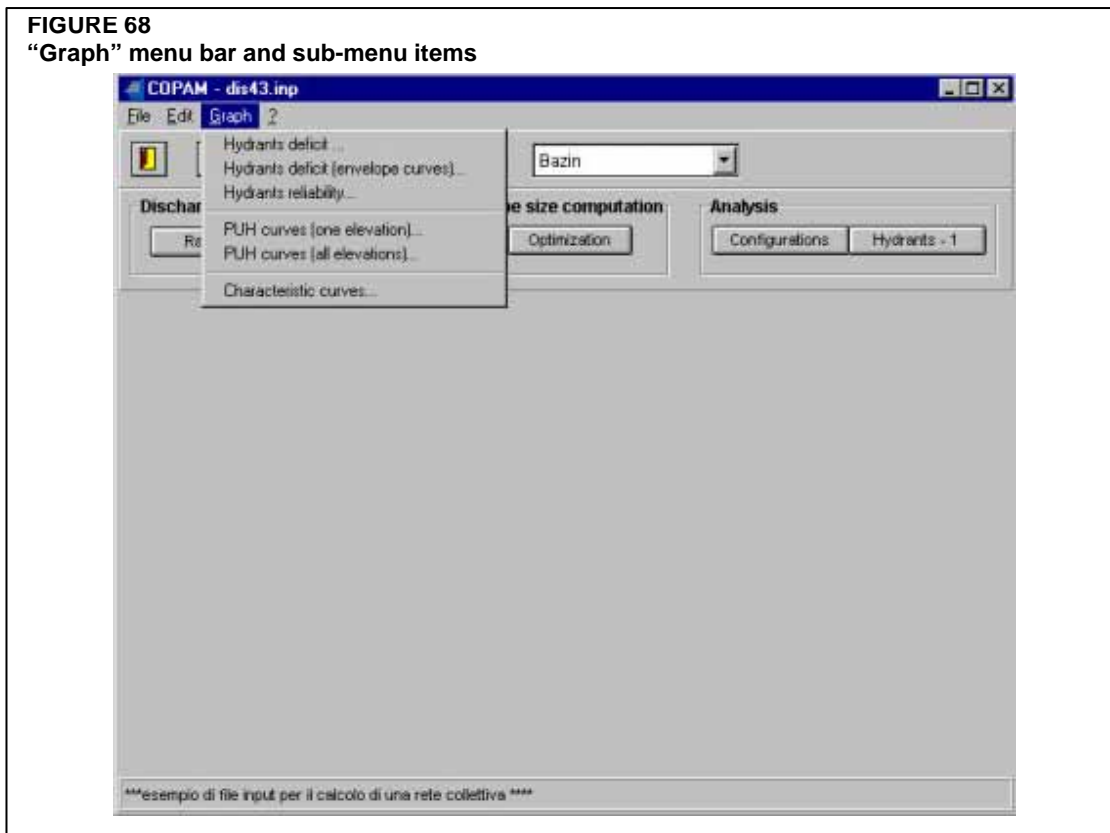 FIGURE 68
“Graph” menu bar and sub-menu items
COPAM - dis43.inp
File Edit Graph ?
Hydrants deficit ...
Hydrants deficit (envelope curves)...
Hydrants reliability...
PUH curves (one elevation)...
PUH curves (all elevations)...
Characteristic curves...
Bazin
Dischar
Ra
e size computation
Optimization
Analysis
Configurations
Hydrants - 1
***esempio di file input per il calcolo di una rete collettiva ****